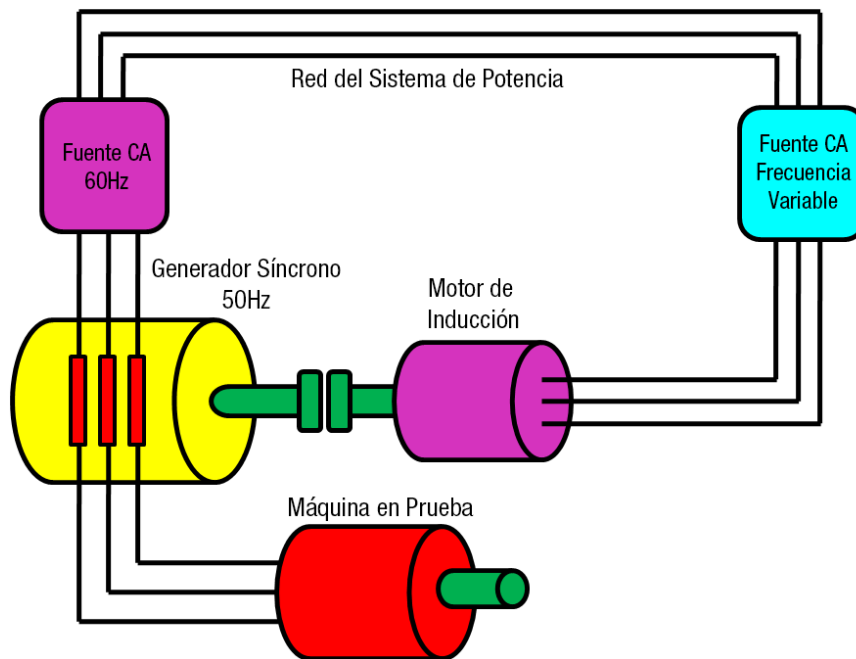 Red del Sistema de Potencia
Fuente CA
60Hz
Fuente CA
Frecuencia
Variable
Generador Síncrono
50Hz
Motor de
Inducción
Máquina en Prueba